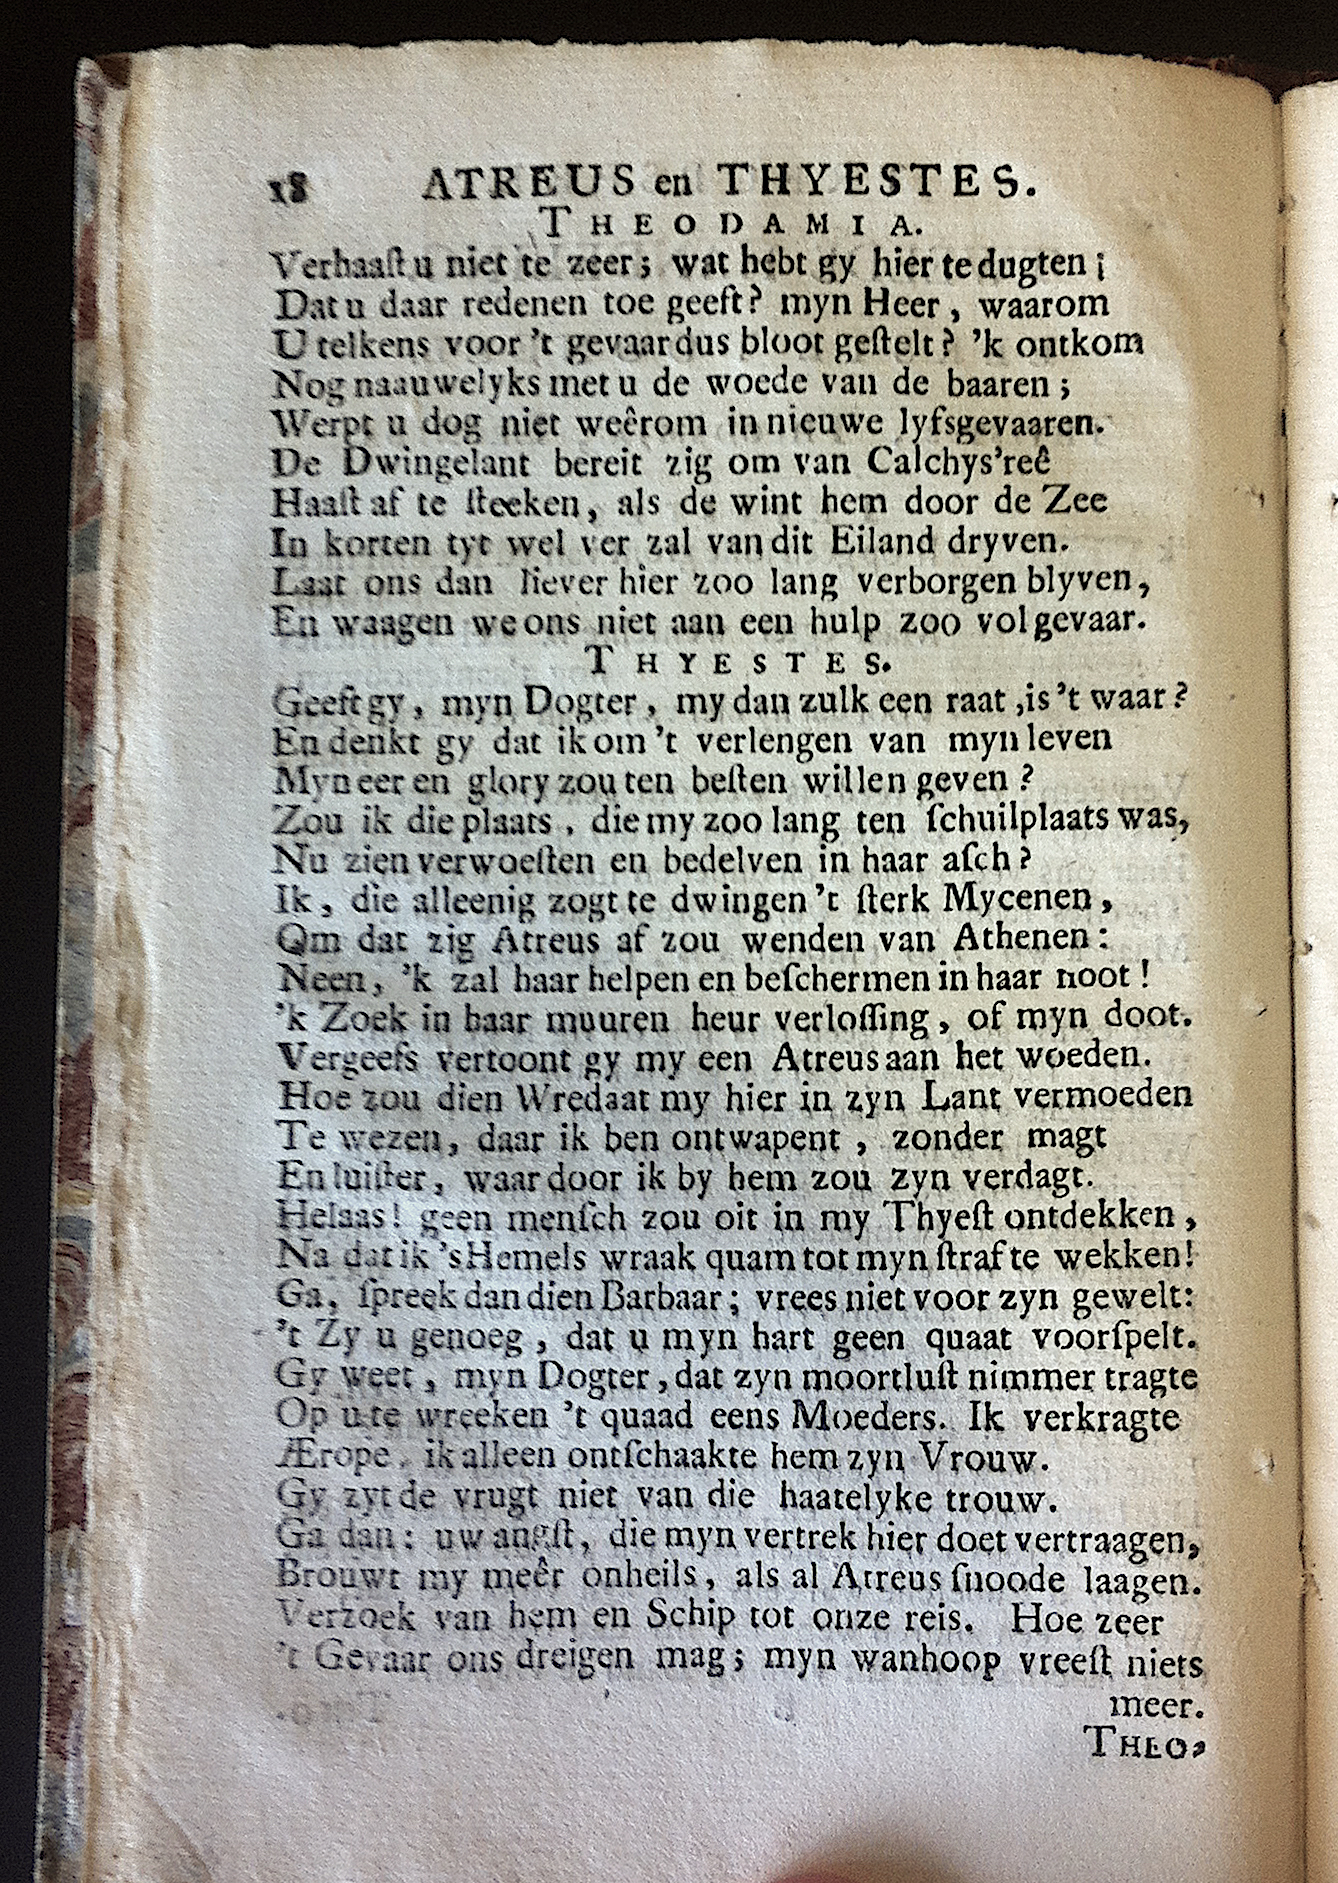 18 ATREUS en THYESTES.
THEODAMIA.
Verhaaſt u niet te zeer; wat hebt gy hier te dugten;
Dat u daar redenen toe geeft? myn Heer, waarom
U telkens voor 't gevaar dus bloot geſtelt? 'k ontkom
Nog naauwelyks met u de woede van de baaren;
Werpt u dog niet weêrom in nieuwe lyfsgevaaren.
De Dwingelant bereit zig om van Calchys'reê
Haaſt af te ſteeken, als de wint hem door de Zee
In korten tyt wel ver zal van dit Eiland dryven.
Laat ons dan liever hier zoo lang verborgen blyven,
En waagen we ons niet aan een hulp zoo vol gevaar.
THYESTES.
Geeft gy, myn Dogter, my dan zulk een raat, is 't waar?
En denkt gy dat ik om 't verlengen van myn leven
Myn eer en glory zou ten beſten willen geven?
Zou ik die plaats, die my zoo lang ten ſchuilplaats was,
Nu zien verwoeſten en bedelven in haar aſch?
Ik, die alleenig zogt te dwingen 't ſterk Mycenen,
Om dat zig Atreus af zou wenden van Athenen:
Neen, 'k zal haar helpen en beſchermen in haar noot!
'k Zoek in haar muuren heur verloſſing, of myn doot.
Vergeefs vertoont gy my een Atreus aan het woeden.
Hoe zou dien Wredaat my hier in zyn Lant vermoeden
Te wezen, daar ik ben ontwapent, zonder magt
En luiſter, waar door ik by hem zou zyn verdagt.
Helaas! geen menſch zou oit in my Thyeſt ontdekken,
Na dat ik 's Hemels wraak quam tot myn ſtraf te wekken!
Ga, ſpreek dan dien Barbaar; vrees niet voor zyn gewelt:
't Zy u genoeg, dat u myn hart geen quaat voorſpelt.
Gy weet, myn Dogter, dat zyn moortluſt nimmer tragte
Op u te wreeken 't quaad eens Moeders. Ik verkragte
Ærope, ik alleen ontſchaakte hem zyn Vrouw.
Gy zyt de vrugt niet van die haatelyke trouw.
Ga dan: uw angſt, die myn vertrek hier doet vertraagen,
Brouwt my meêr onheils, als al Atreus ſnoode laagen.
Verzoek van hem en Schip tot onze reis. Hoe zeer
't Gevaar ons dreigen mag; myn wanhoop vreeſt niets
meer.
THEO-